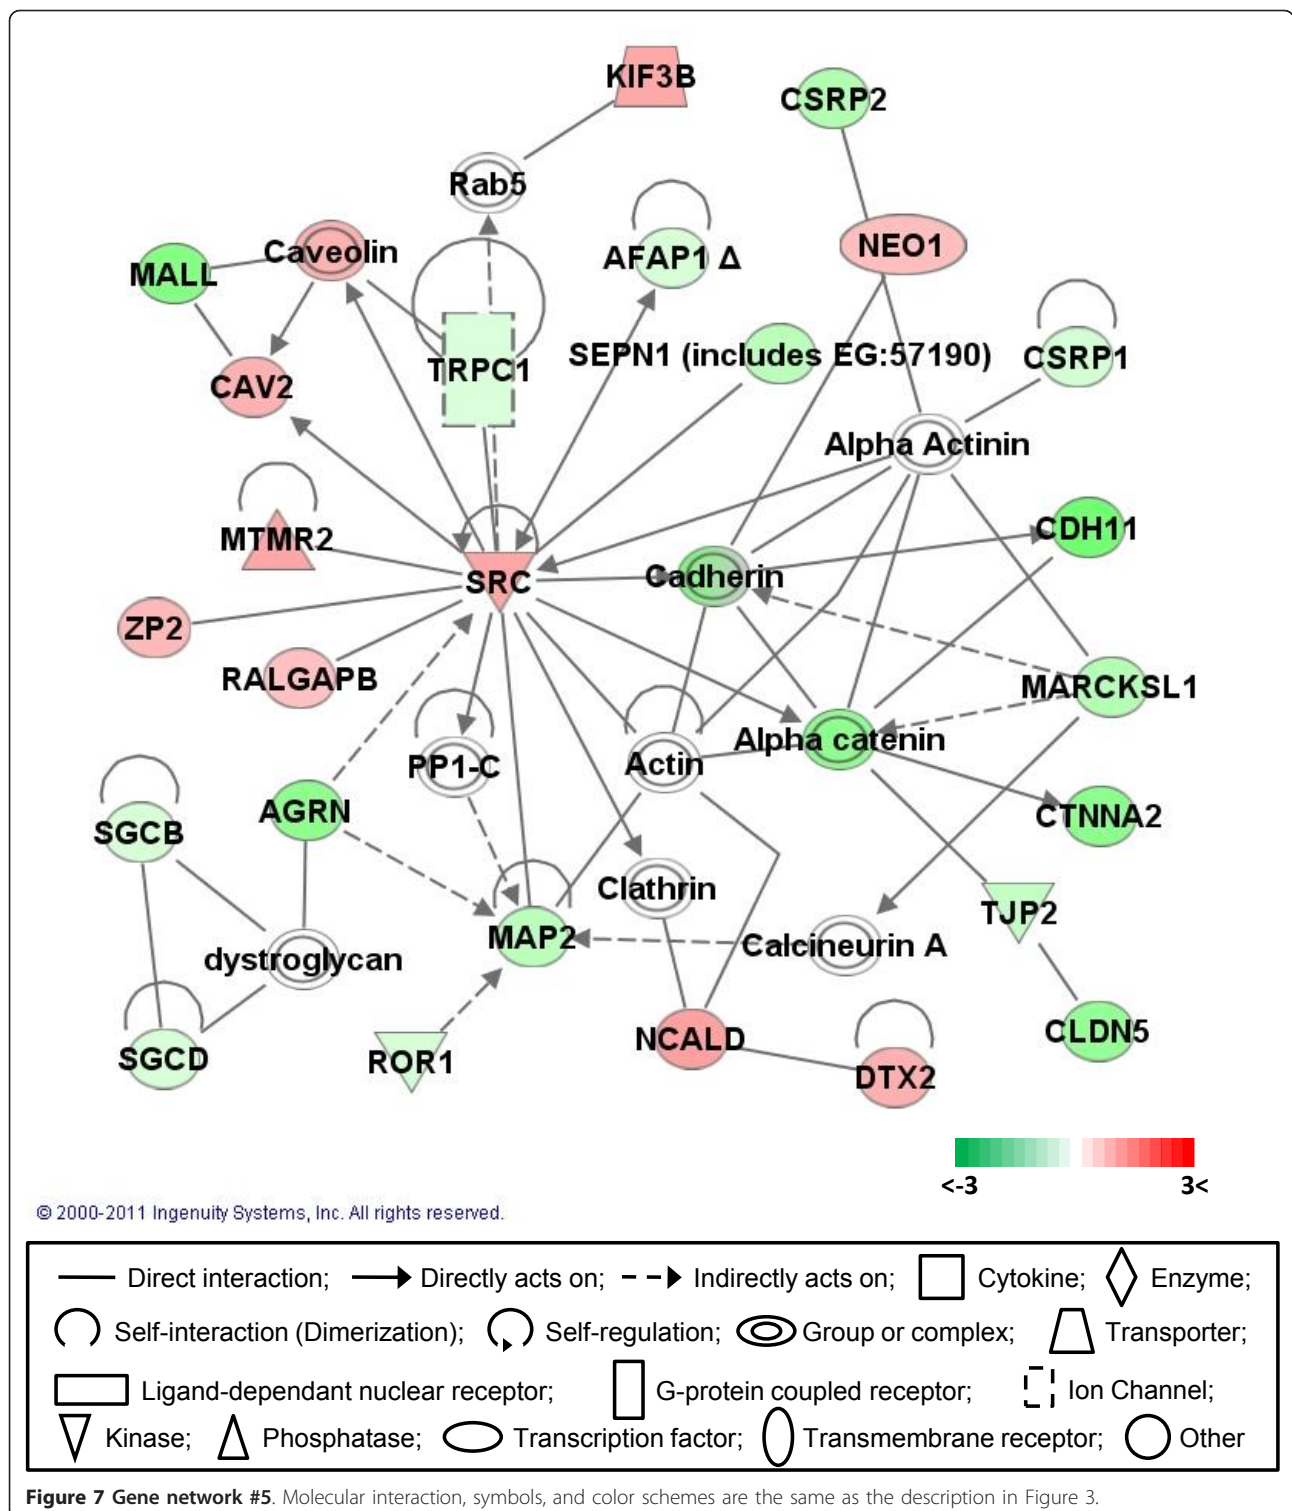 KIF3B
CSRP2
Rab5
Caveolin
AFAP1 Δ
NEO1
MALL
TRPC1
SEPN1 (includes EG:57190)
CSRP1
CAV2
Alpha Actinin
MTMR2
CDH11
SRC
Cadherin
ZP2
RALGAPB
MARCKSL1
PP1-C
Actin
Alpha catenin
SGCB
AGRN
CTNNA2
Clathrin
TJP2
dystroglycan
MAP2
Calcineurin A
SGCD
ROR1
NCALD
CLDN5
DTX2
<-3 3<
© 2000-2011 Ingenuity Systems, Inc. All rights reserved.
Direct interaction; Directly acts on; Indirectly acts on; Cytokine; Enzyme;
Self-interaction (Dimerization); Self-regulation; Group or complex; Transporter;
Ligand-dependant nuclear receptor; G-protein coupled receptor; Ion Channel;
Kinase; Phosphatase; Transcription factor; Transmembrane receptor; Other
Figure 7 Gene network #5. Molecular interaction, symbols, and color schemes are the same as the description in Figure 3.